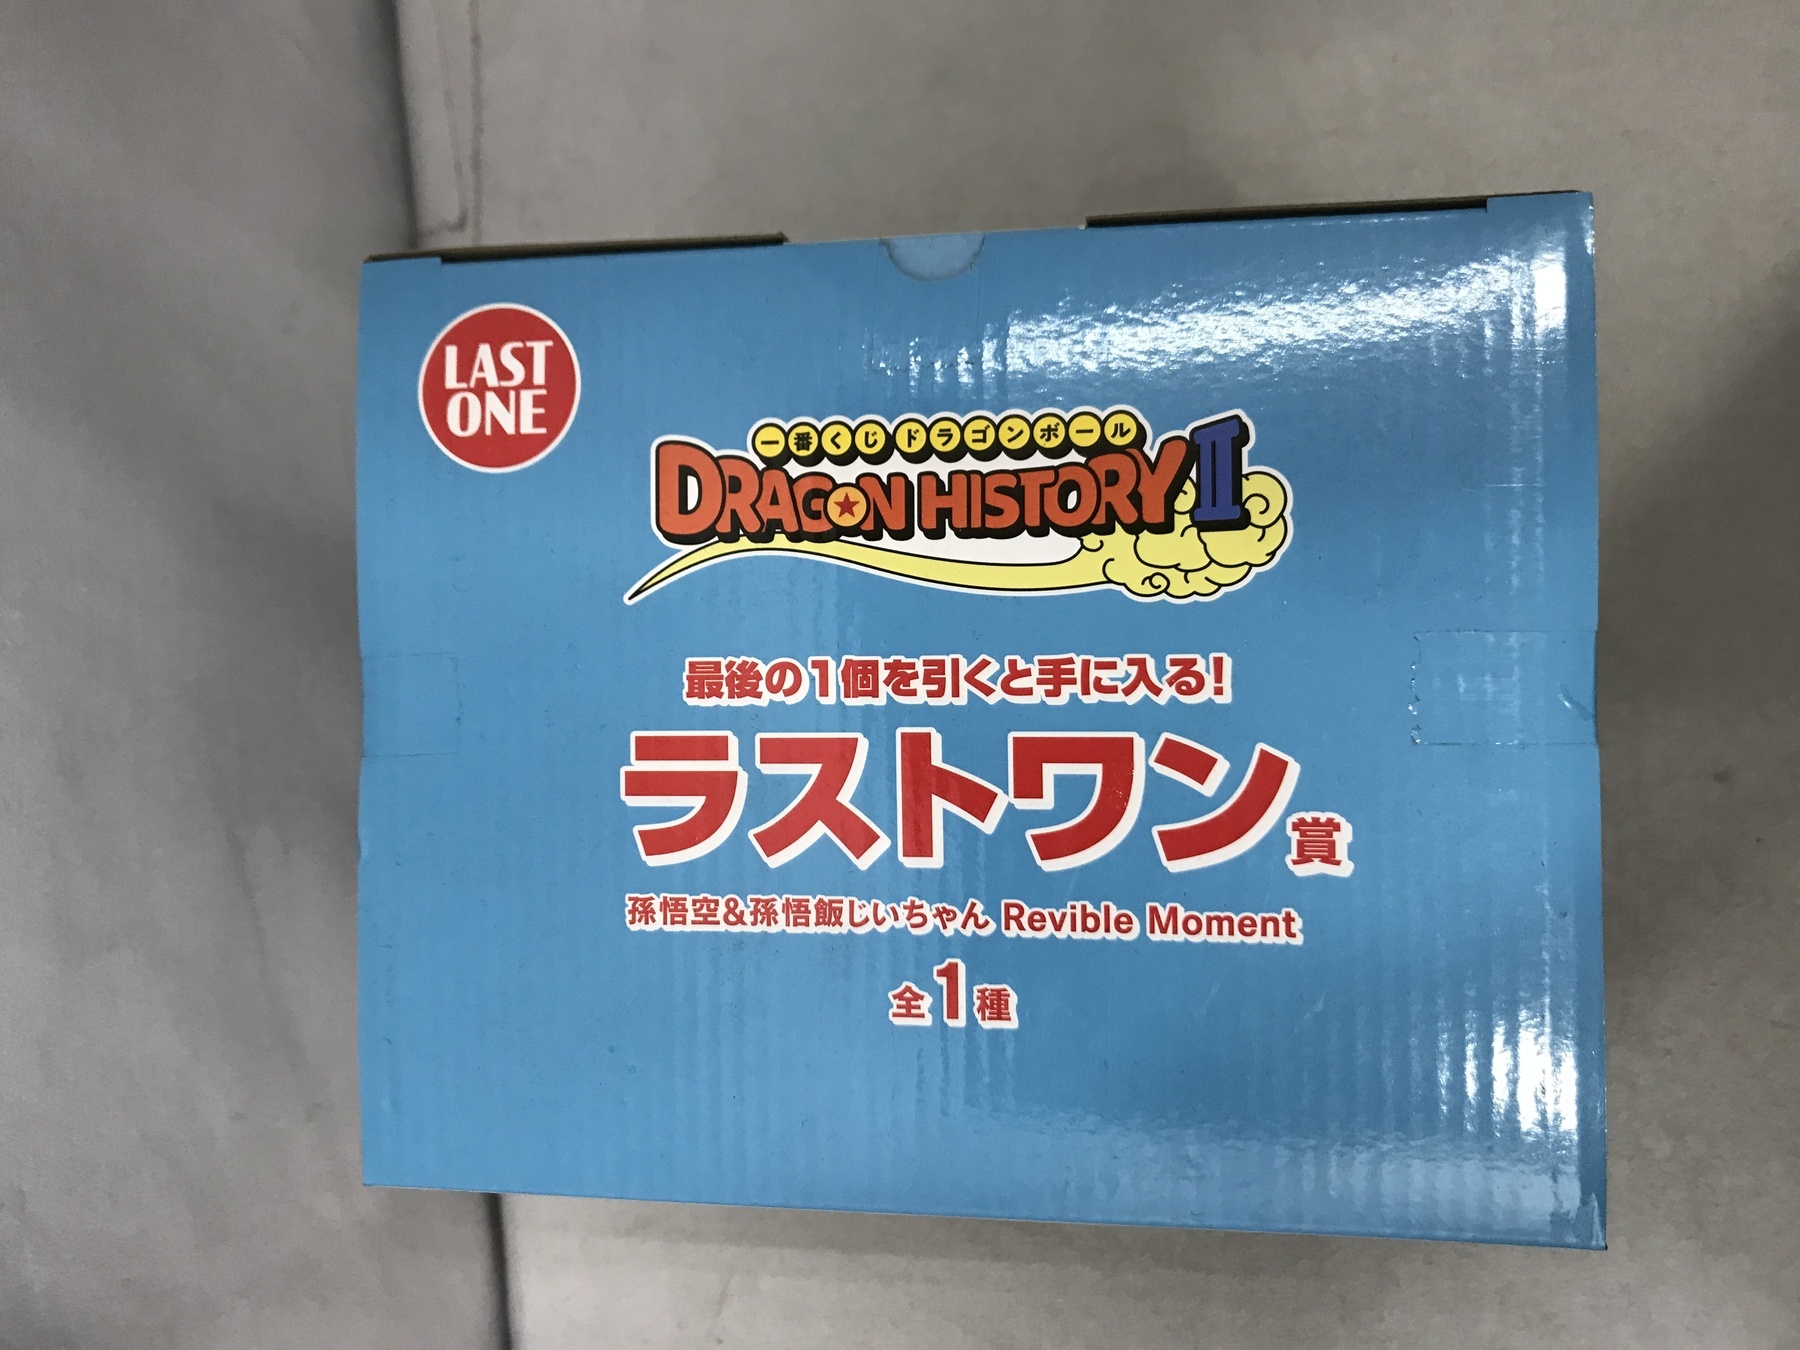 LAST
ONE
一番くじ ドラゴンボール
DRAGON HISTORY II
最後の1個を引くと手に入る!
ラストワン賞
孫悟空&孫悟飯じいちゃん Revible Moment
全1種